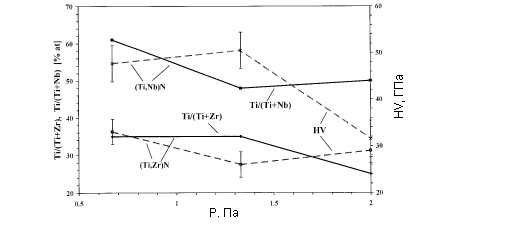 Ti/(Ti+Zr), Ti/(Ti+Nb) [% at]
70
60
50
40
30
20
60
50
40
30
20
HV, ГПа
(Ti,Nb)N
Ti/(Ti+Nb)
Ti/(Ti+Zr)
HV
(Ti,Zr)N
0.5
1
1.5
2
P, Па